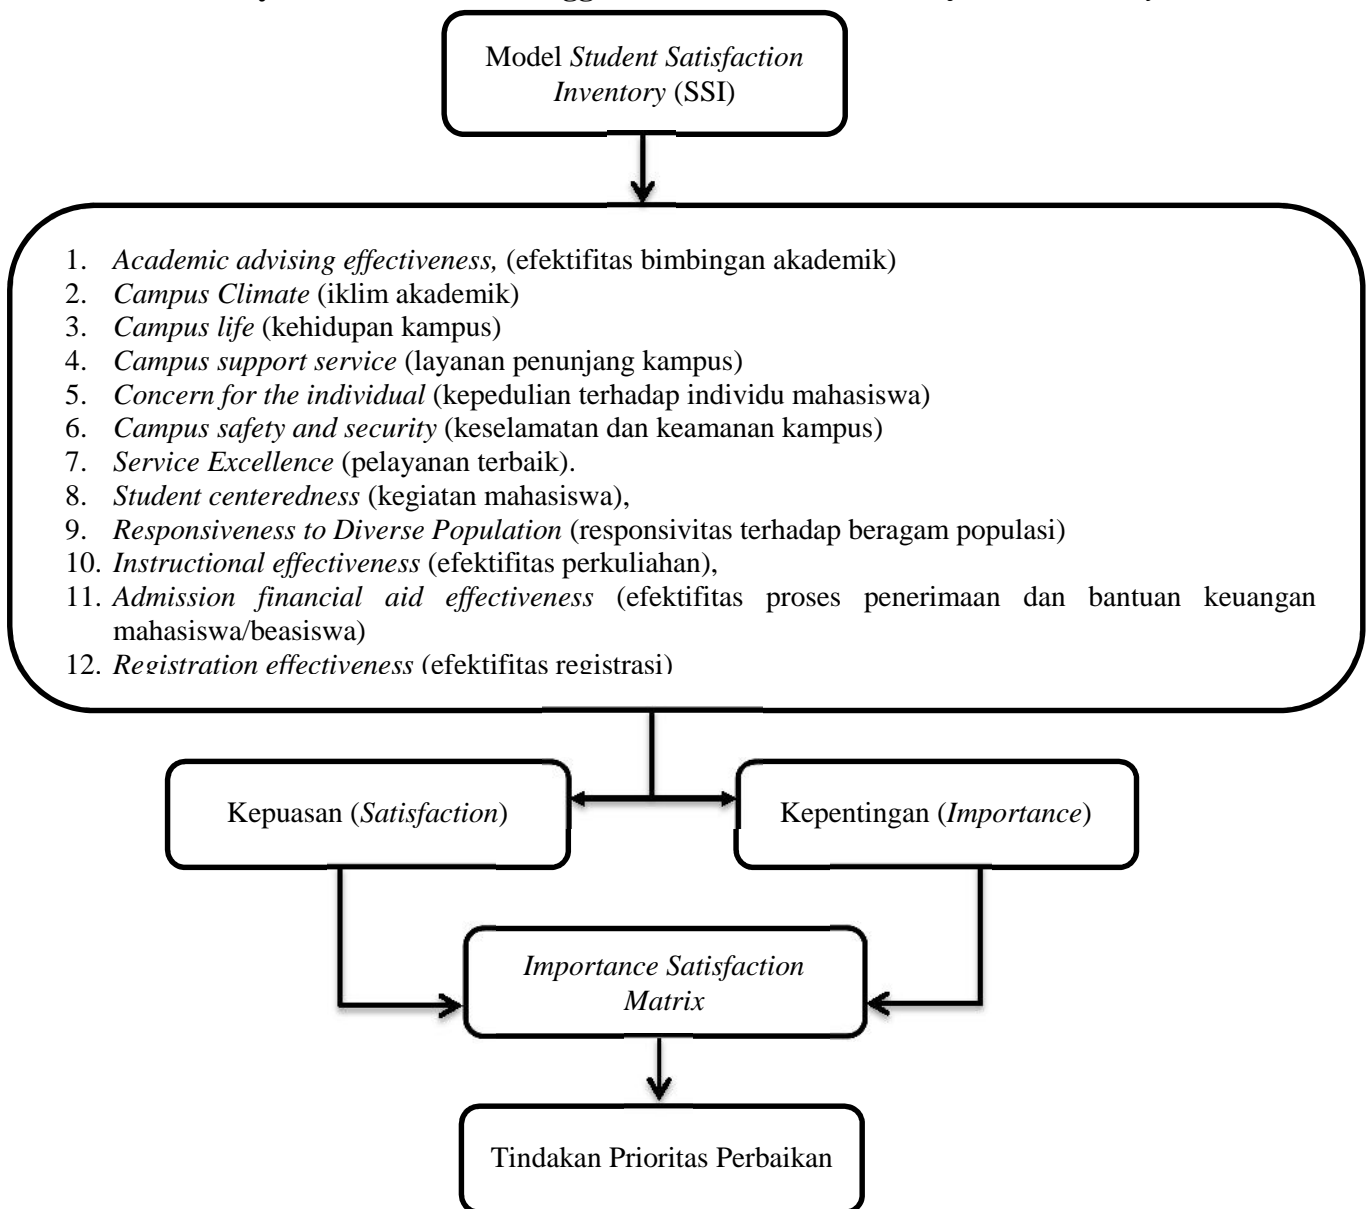 Model Student Satisfaction
Inventory (SSI)
1. Academic advising effectiveness, (efektifitas bimbingan akademik)
2. Campus Climate (iklim akademik)
3. Campus life (kehidupan kampus)
4. Campus support service (layanan penunjang kampus)
5. Concern for the individual (kepedulian terhadap individu mahasiswa)
6. Campus safety and security (keselamatan dan keamanan kampus)
7. Service Excellence (pelayanan terbaik).
8. Student centeredness (kegiatan mahasiswa),
9. Responsiveness to Diverse Population (responsivitas terhadap beragam populasi)
10. Instructional effectiveness (efektifitas perkuliahan),
11. Admission financial aid effectiveness (efektifitas proses penerimaan dan bantuan keuangan
mahasiswa/beasiswa)
12. Registration effectiveness (efektifitas registrasi)
Kepuasan (Satisfaction)
Kepentingan (Importance)
Importance Satisfaction
Matrix
Tindakan Prioritas Perbaikan